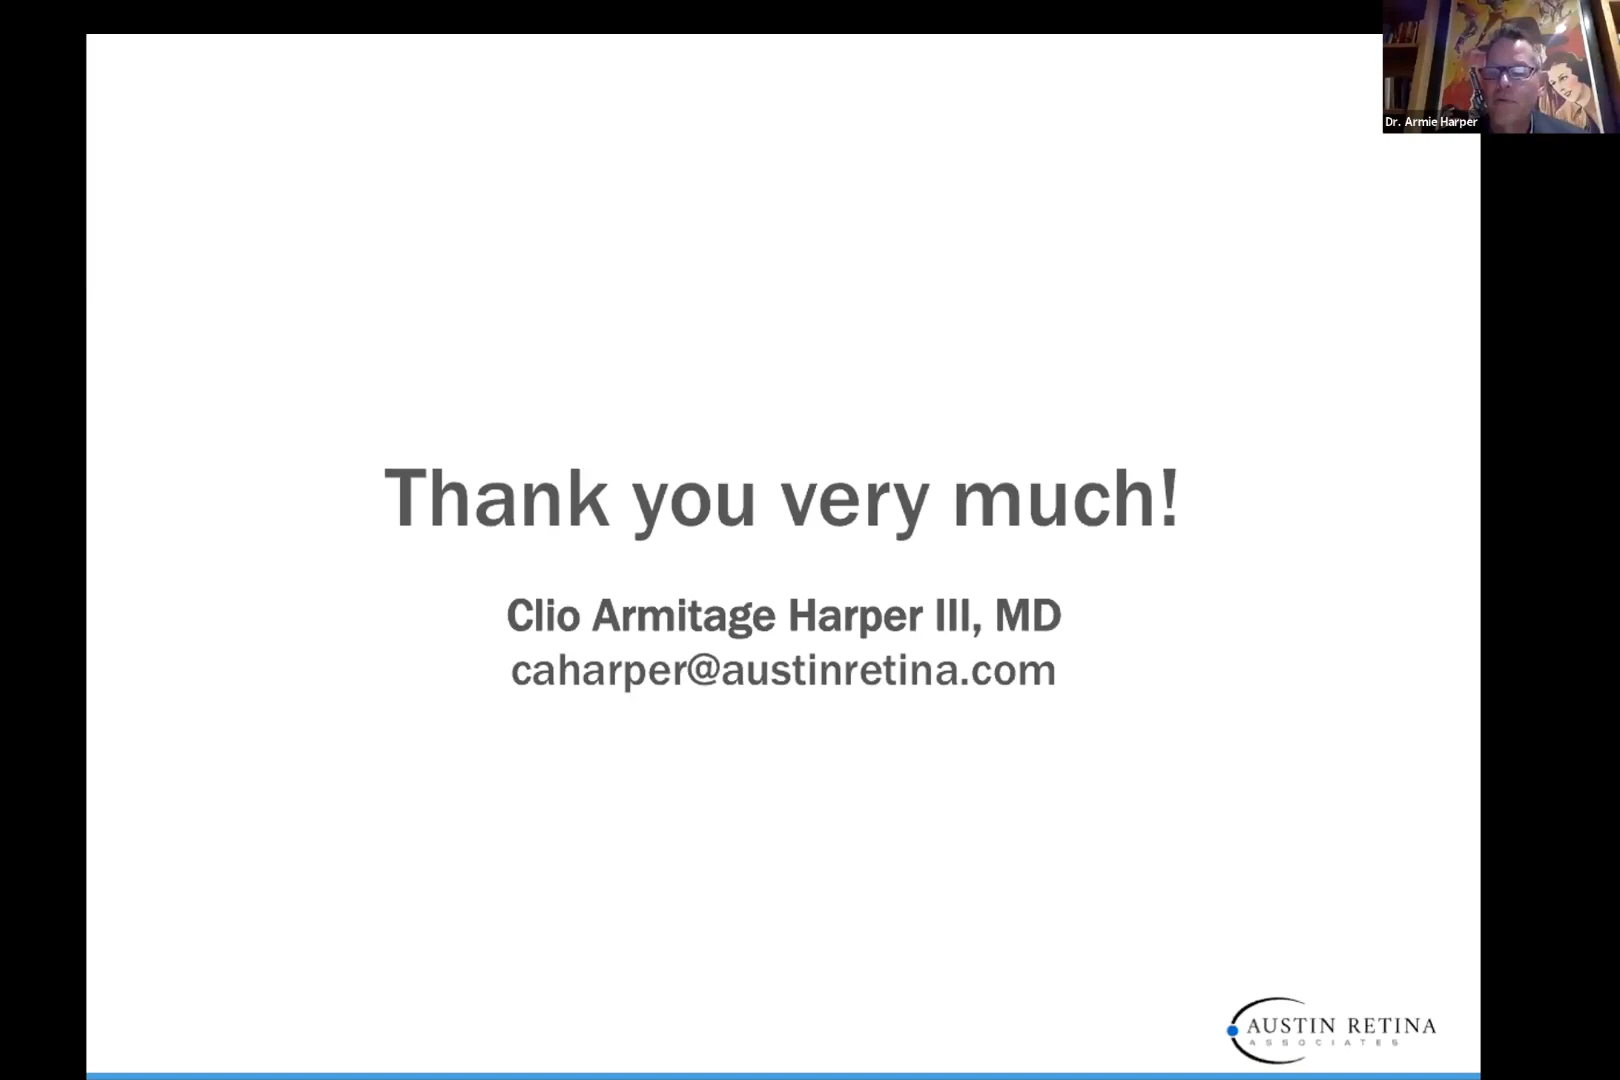 Dr. Armie Harper
Thank you very much!
Clio Armitage Harper III, MD
caharper@austinretina.com
AUSTIN RETINA
ASSOCIATES